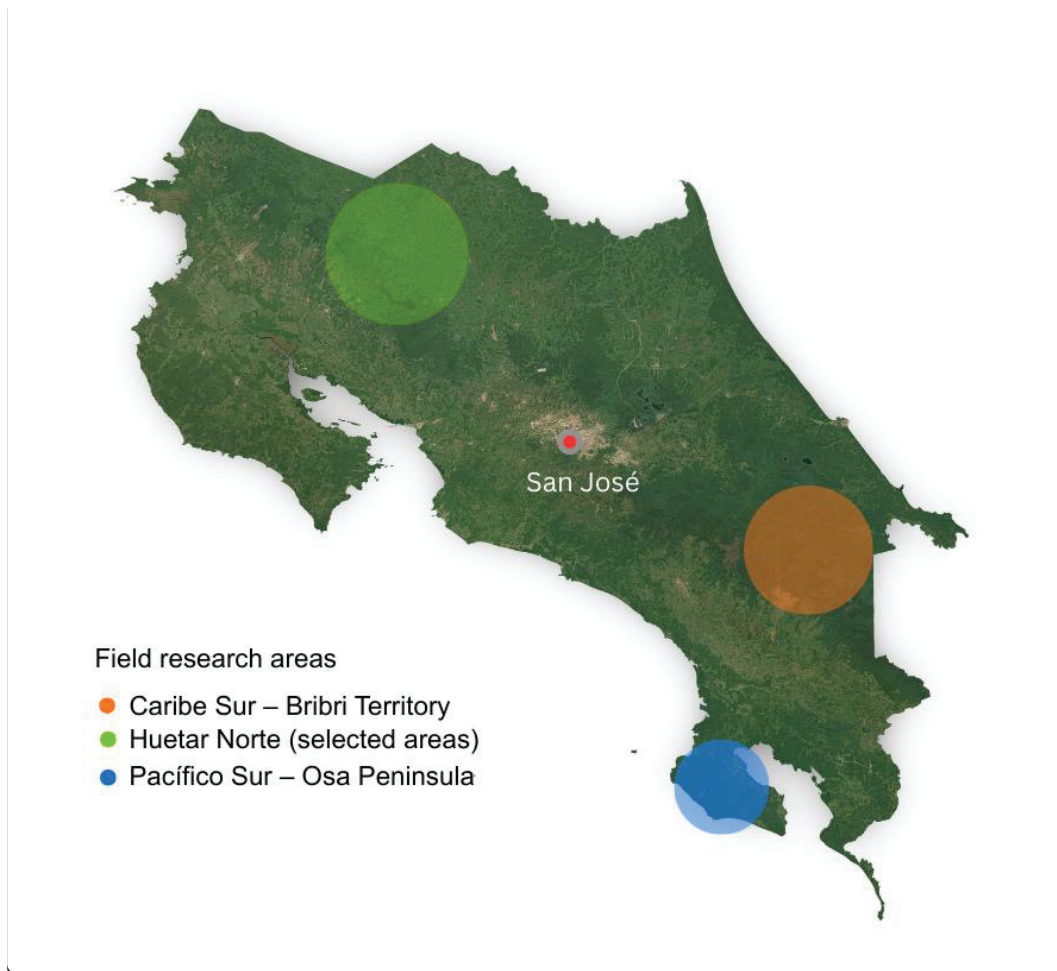 San José
Field research areas
Caribe Sur – Bribri Territory
Huetar Norte (selected areas)
Pacífico Sur – Osa Peninsula